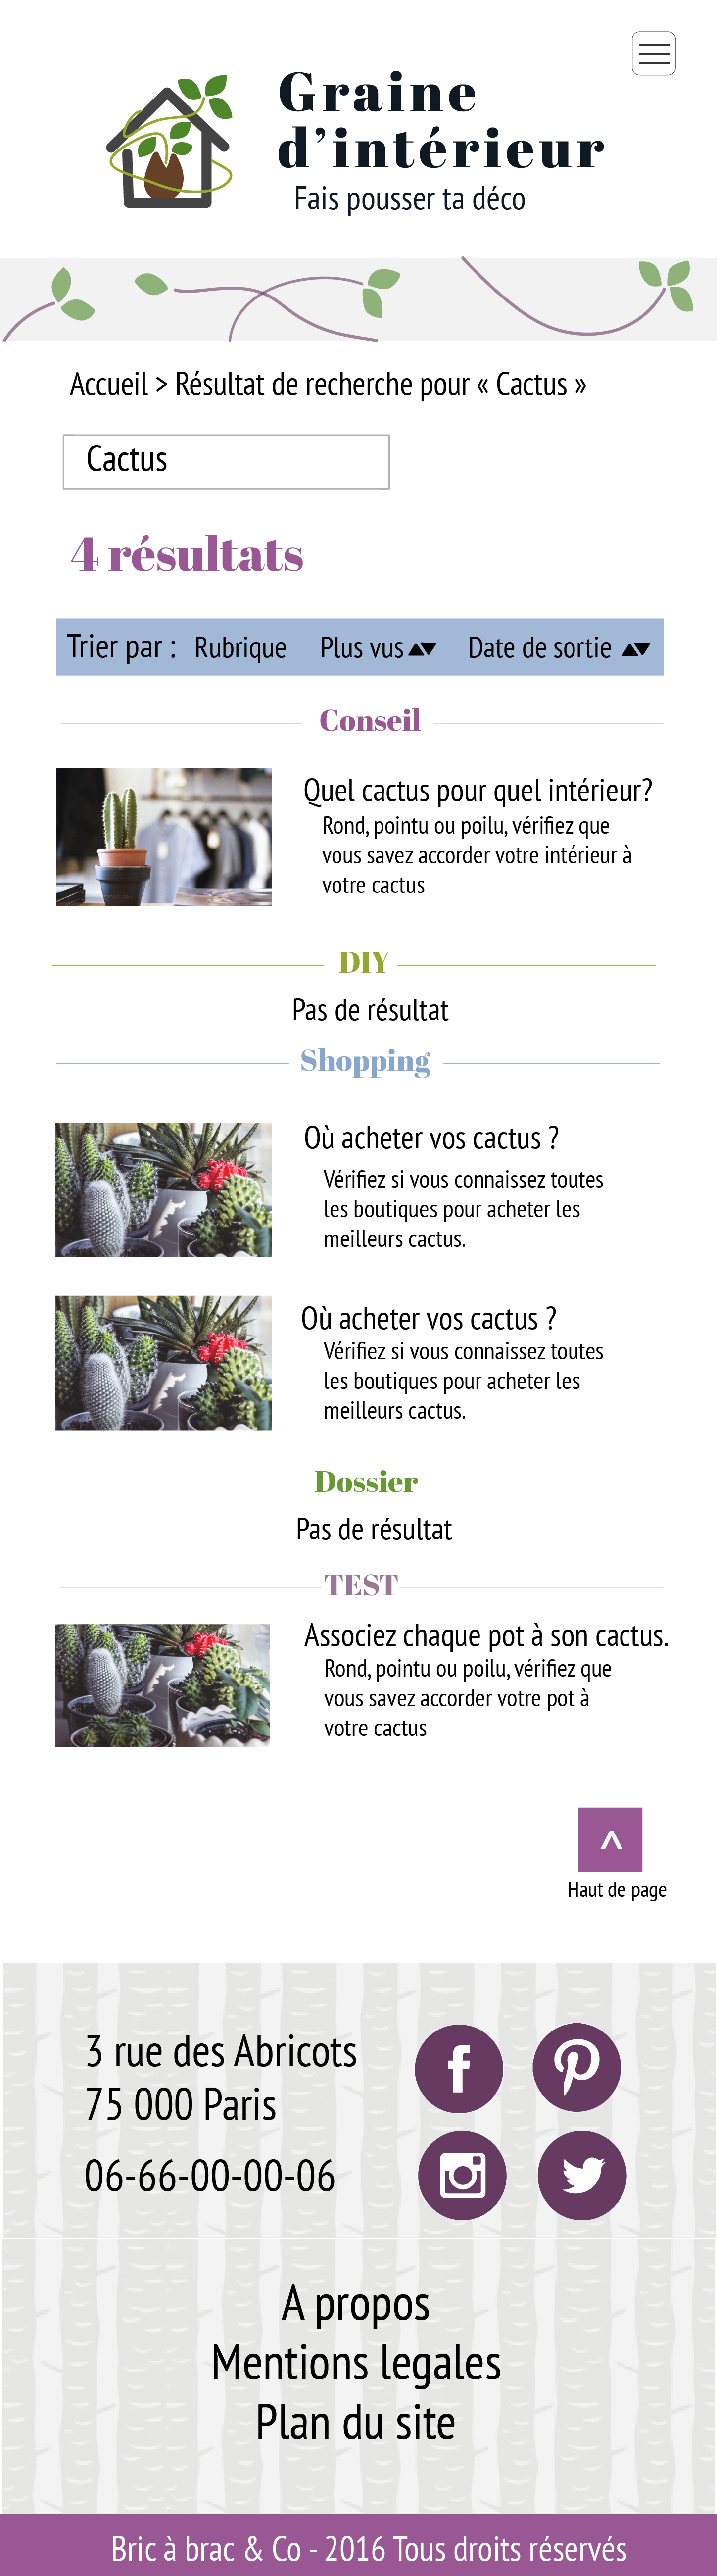 Graine
d’intérieur
Fais pousser ta déco
Accueil > Résultat de recherche pour « Cactus »
Cactus
4 résultats
Trier par : Rubrique Plus vus ▲▼ Date de sortie ▲▼
Conseil
Quel cactus pour quel intérieur?
Rond, pointu ou poilu, vérifiez que
vous savez accorder votre intérieur à
votre cactus
DIY
Pas de résultat
Shopping
Où acheter vos cactus ?
Vérifiez si vous connaissez toutes
les boutiques pour acheter les
meilleurs cactus.
Où acheter vos cactus ?
Vérifiez si vous connaissez toutes
les boutiques pour acheter les
meilleurs cactus.
Dossier
Pas de résultat
TEST
Associez chaque pot à son cactus.
Rond, pointu ou poilu, vérifiez que
vous savez accorder votre pot à
votre cactus
^
Haut de page
3 rue des Abricots
75 000 Paris
06-66-00-00-06
A propos
Mentions legales
Plan du site
Bric à brac & Co - 2016 Tous droits réservés